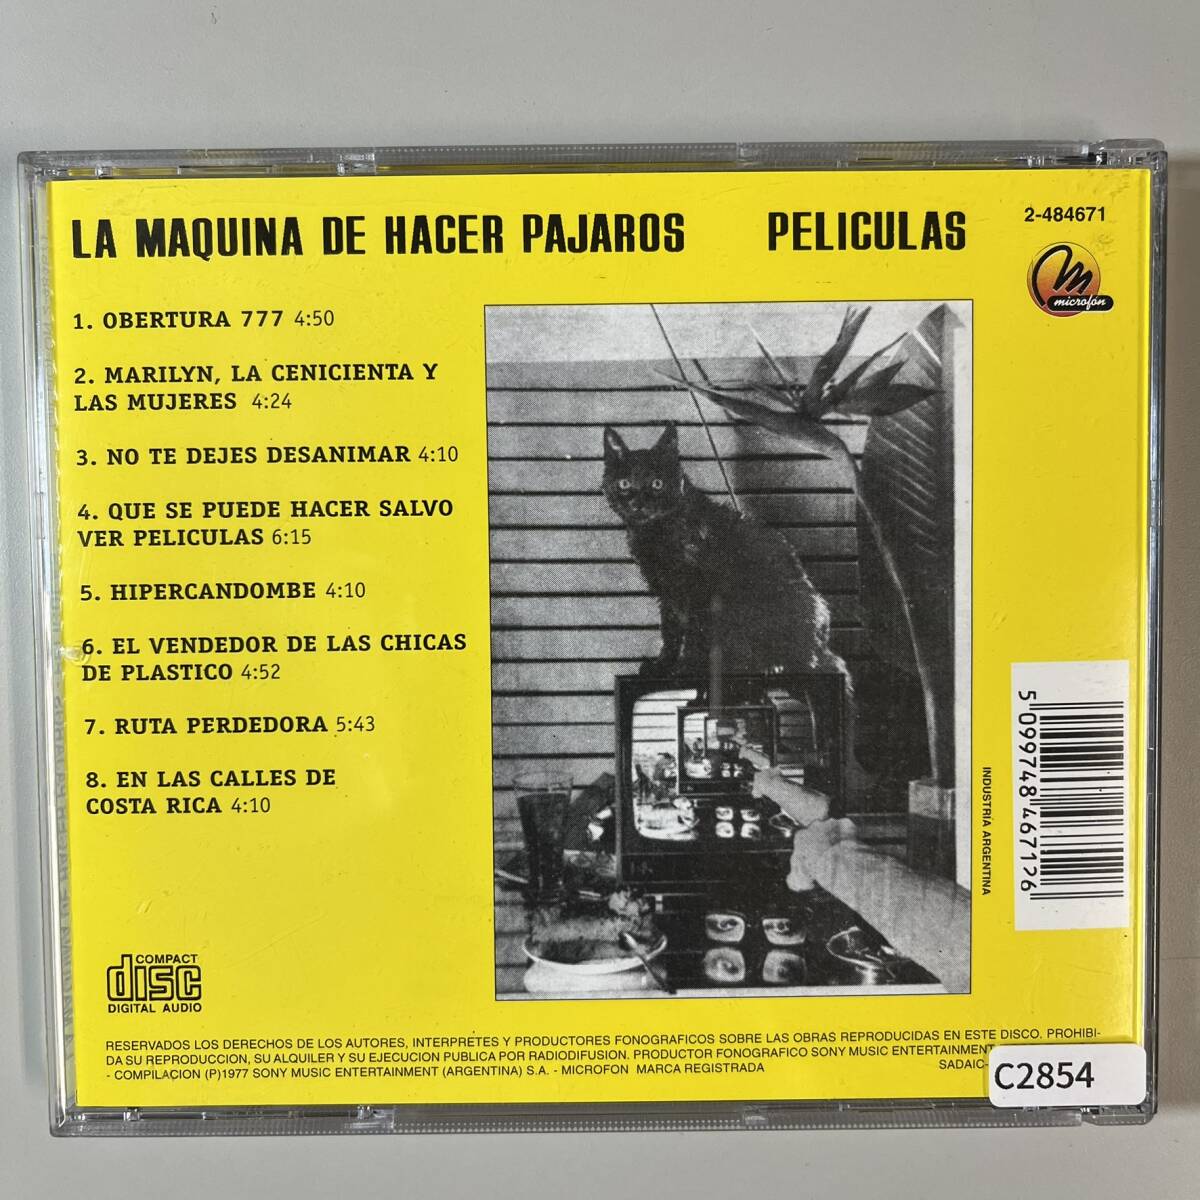 LA MAQUINA DE HACER PAJAROS PELICULAS
2-484671
microfón
1. OBERTURA 777 4:50
2. MARILYN, LA CENICIENTA Y
LAS MUJERES 4:24
3. NO TE DEJES DESANIMAR 4:10
4. QUE SE PUEDE HACER SALVO
VER PELICULAS 6:15
5. HIPERCANDOMBE 4:10
6. EL VENDEDOR DE LAS CHICAS
DE PLASTICO 4:52
7. RUTA PERDEDORA 5:43
8. EN LAS CALLES DE
COSTA RICA 4:10
INDUSTRIA ARGENTINA
5 099748 467126
COMPACT
disc
DIGITAL AUDIO
RESERVADOS LOS DERECHOS DE LOS AUTORES, INTERPRETES Y PRODUCTORES FONOGRAFICOS SOBRE LAS OBRAS REPRODUCIDAS EN ESTE DISCO. PROHIBI-
DA SU REPRODUCCION, SU ALQUILER Y SU EJECUCION PUBLICA POR RADIODIFUSION. PRODUCTOR FONOGRAFICO SONY MUSIC ENTERTAINMENT
- COMPILACION (P)1977 SONY MUSIC ENTERTAINMENT (ARGENTINA) S.A. - MICROFON MARCA REGISTRADA SADAIC-
C2854